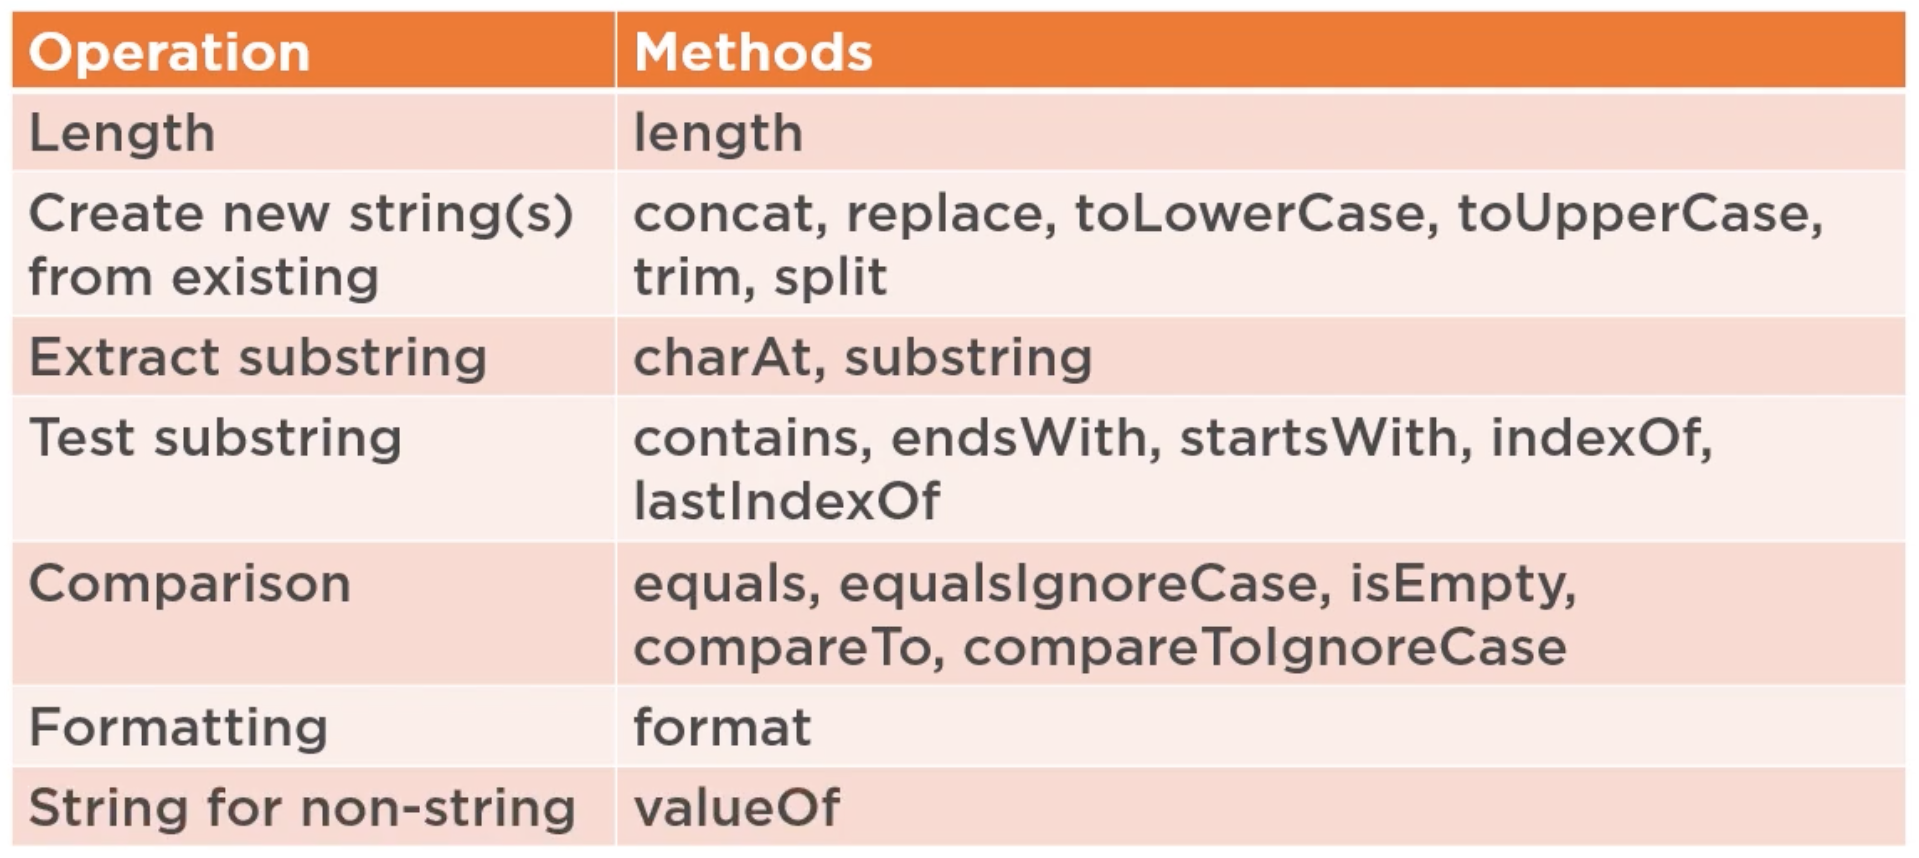 Operation
Methods
Length
length
Create new string(s)
from existing
concat, replace, toLowerCase, toUpperCase,
trim, split
Extract substring
charAt, substring
Test substring
contains, endsWith, startsWith, indexOf,
lastIndexOf
Comparison
equals, equalsIgnoreCase, isEmpty,
compareTo, compareToIgnoreCase
Formatting
format
String for non-string
valueOf